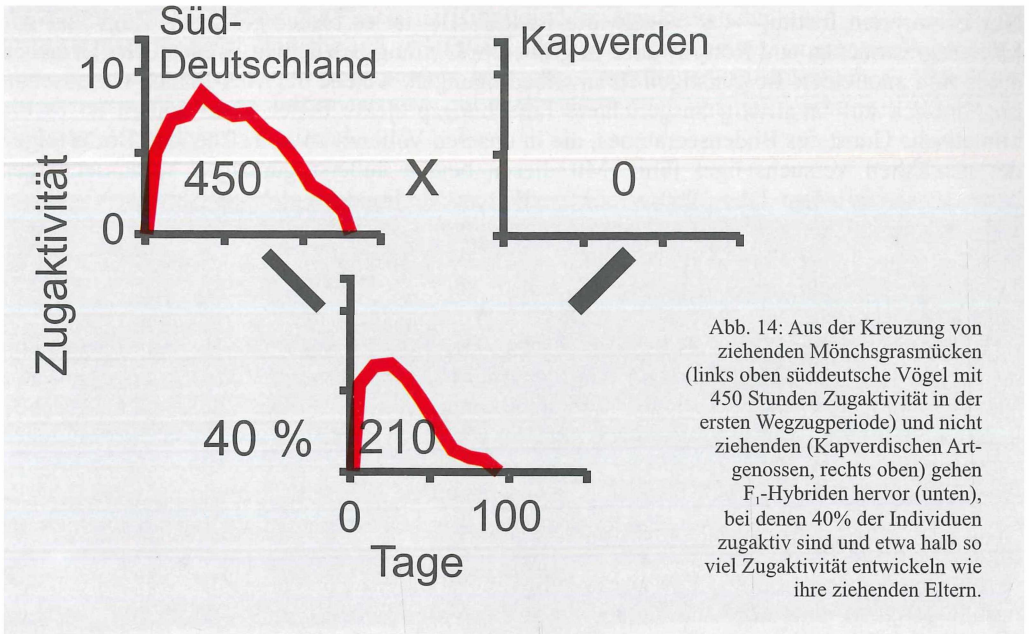 Süd-
Deutschland
Kapverden
10
450
X
0
0
Zugaktivität
40 %
210
0
100
Tage
Abb. 14: Aus der Kreuzung von
ziehenden Mönchsgrasmücken
(links oben süddeutsche Vögel mit
450 Stunden Zugaktivität in der
ersten Wegzugperiode) und nicht
ziehenden (Kapverdischen Art-
genossen, rechts oben) gehen
F₁-Hybriden hervor (unten),
bei denen 40% der Individuen
zugaktiv sind und etwa halb so
viel Zugaktivität entwickeln wie
ihre ziehenden Eltern.